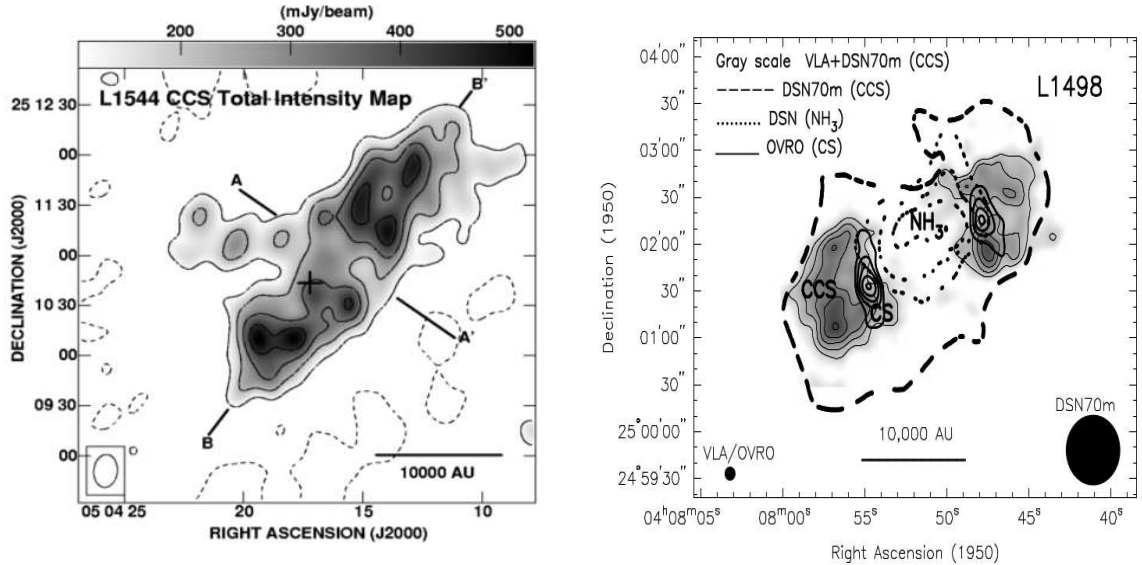 (mJy/beam)
200 300 400 500
L1544 CCS Total Intensity Map
B'
A
A'
B
10000 AU
25 12 30
00
11 30
00
10 30
00
09 30
00
05 04 25 20 15 10
DECLINATION (J2000)
RIGHT ASCENSION (J2000)
Gray scale VLA+DSN70m (CCS)
DSN70m (CCS)
DSN (NH₃)
OVRO (CS)
L1498
NH₃
CCS
CS
10,000 AU
VLA/OVRO
DSN70m
04'00"
30"
03'00"
30"
02'00"
30"
01'00"
30"
25°00'00"
24°59'30"
04ʰ08ᵐ05ˢ 08ᵐ00ˢ 55ˢ 50ˢ 45ˢ 40ˢ
Declination (1950)
Right Ascension (1950)